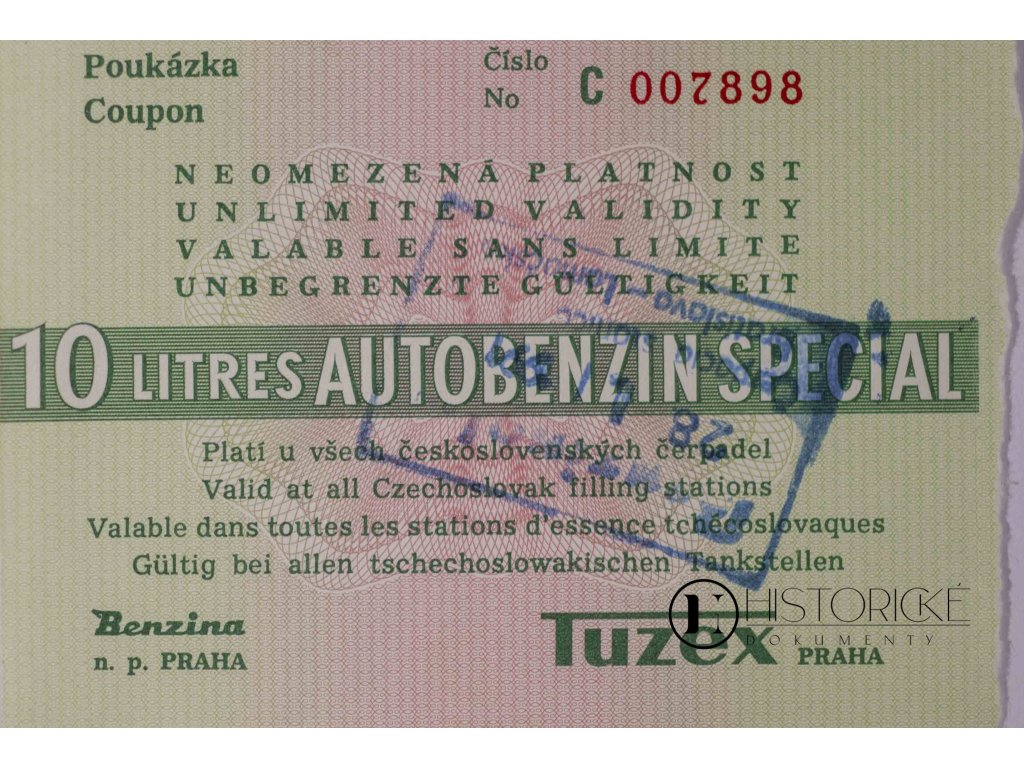 Poukázka
Coupon
Číslo
No C 007898
NEOMEZENÁ PLATNOST
UNLIMITED VALIDITY
VALABLE SANS LIMITE
UNBEGRENZTE GÜLTIGKEIT
10 LITRES AUTOBENZIN SPECIAL
Platí u všech československých čerpadel
Valid at all Czechoslovak filling stations
Valable dans toutes les stations d'essence tchécoslovaques
Gültig bei allen tschechoslowakischen Tankstellen
Benzina
n. p. PRAHA
Tuzex PRAHA
HISTORICKÉ
DOKUMENTY